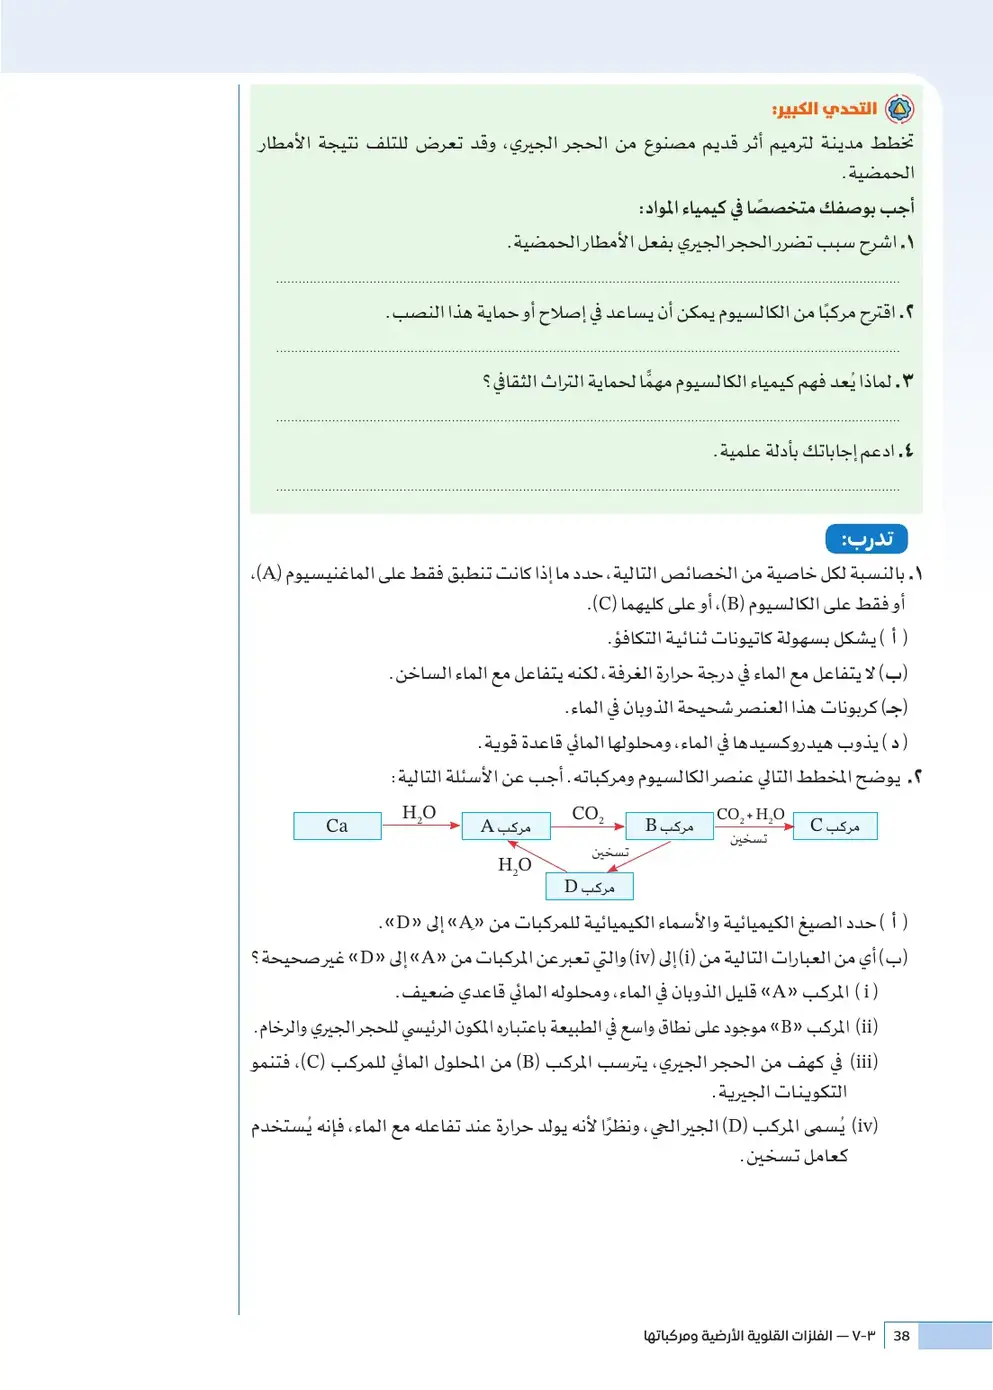 التحدي الكبير:
تخطط مدينة لترميم أثر قديم مصنوع من الحجر الجيري، وقد تعرض للتلف نتيجة الأمطار
الحمضية.
أجب بوصفك متخصصًا في كيمياء المواد:
١. اشرح سبب تضرر الحجر الجيري بفعل الأمطار الحمضية.
٢. اقترح مركبًا من الكالسيوم يمكن أن يساعد في إصلاح أو حماية هذا النصب.
٣. لماذا يُعد فهم كيمياء الكالسيوم مهمًّا لحماية التراث الثقافي؟
٤. ادعم إجاباتك بأدلة علمية.
تدرب:
١. بالنسبة لكل خاصية من الخصائص التالية، حدد ما إذا كانت تنطبق فقط على الماغنيسيوم (A)،
أو فقط على الكالسيوم (B)، أو على كليهما (C).
( أ ) يشكل بسهولة كاتيونات ثنائية التكافؤ.
(ب) لا يتفاعل مع الماء في درجة حرارة الغرفة، لكنه يتفاعل مع الماء الساخن.
(جـ) كربونات هذا العنصر شحيحة الذوبان في الماء.
( د ) يذوب هيدروكسيدها في الماء، ومحلولها المائي قاعدة قوية.
٢. يوضح المخطط التالي عنصر الكالسيوم ومركباته. أجب عن الأسئلة التالية:
Ca
H₂O
مركب A
CO₂
مركب B
CO₂ + H₂O
تسخين
مركب C
تسخين
H₂O
مركب D
( أ ) حدد الصيغ الكيميائية والأسماء الكيميائية للمركبات من «A» إلى «D».
(ب) أي من العبارات التالية من (i) إلى (iv) والتي تعبر عن المركبات من «A» إلى «D» غير صحيحة؟
( i ) المركب «A» قليل الذوبان في الماء، ومحلوله المائي قاعدي ضعيف.
(ii) المركب «B» موجود على نطاق واسع في الطبيعة باعتباره المكون الرئيسي للحجر الجيري والرخام.
(iii) في كهف من الحجر الجيري، يترسب المركب (B) من المحلول المائي للمركب (C)، فتنمو
التكوينات الجيرية.
(iv) يُسمى المركب (D) الجير الحي، ونظرًا لأنه يولد حرارة عند تفاعله مع الماء، فإنه يُستخدم
كعامل تسخين.
38 ٣-٧ — الفلزات القلوية الأرضية ومركباتها